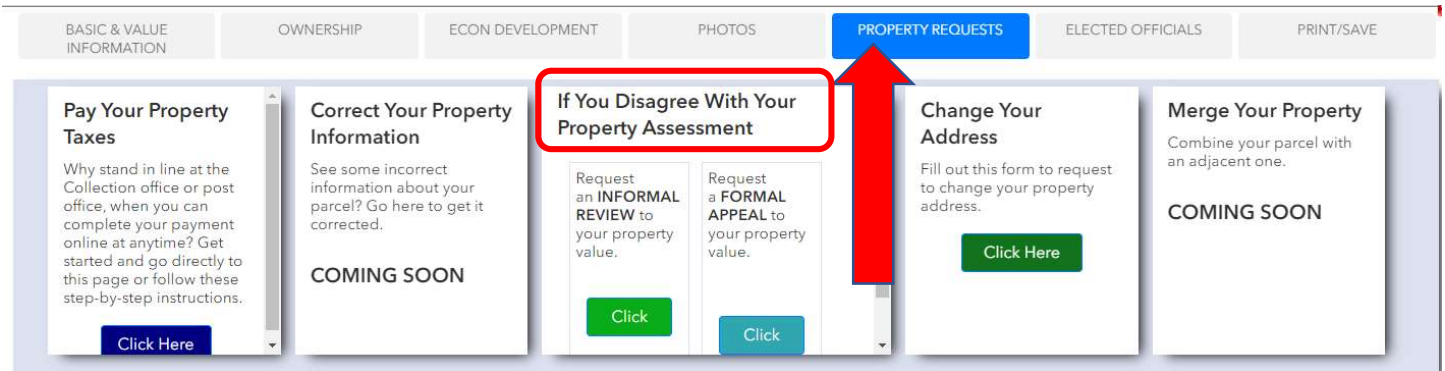 BASIC & VALUE
INFORMATION
OWNERSHIP
ECON DEVELOPMENT
PHOTOS
PROPERTY REQUESTS
ELECTED OFFICIALS
PRINT/SAVE
Pay Your Property
Taxes
Why stand in line at the
Collection office or post
office, when you can
complete your payment
online at anytime? Get
started and go directly to
this page or follow these
step-by-step instructions.
Click Here
Correct Your Property
Information
See some incorrect
information about your
parcel? Go here to get it
corrected.
COMING SOON
If You Disagree With Your
Property Assessment
Request
an INFORMAL
REVIEW to
your property
value.
Click
Request
a FORMAL
APPEAL to
your property
value.
Click
Change Your
Address
Fill out this form to request
to change your property
address.
Click Here
Merge Your Property
Combine your parcel with
an adjacent one.
COMING SOON